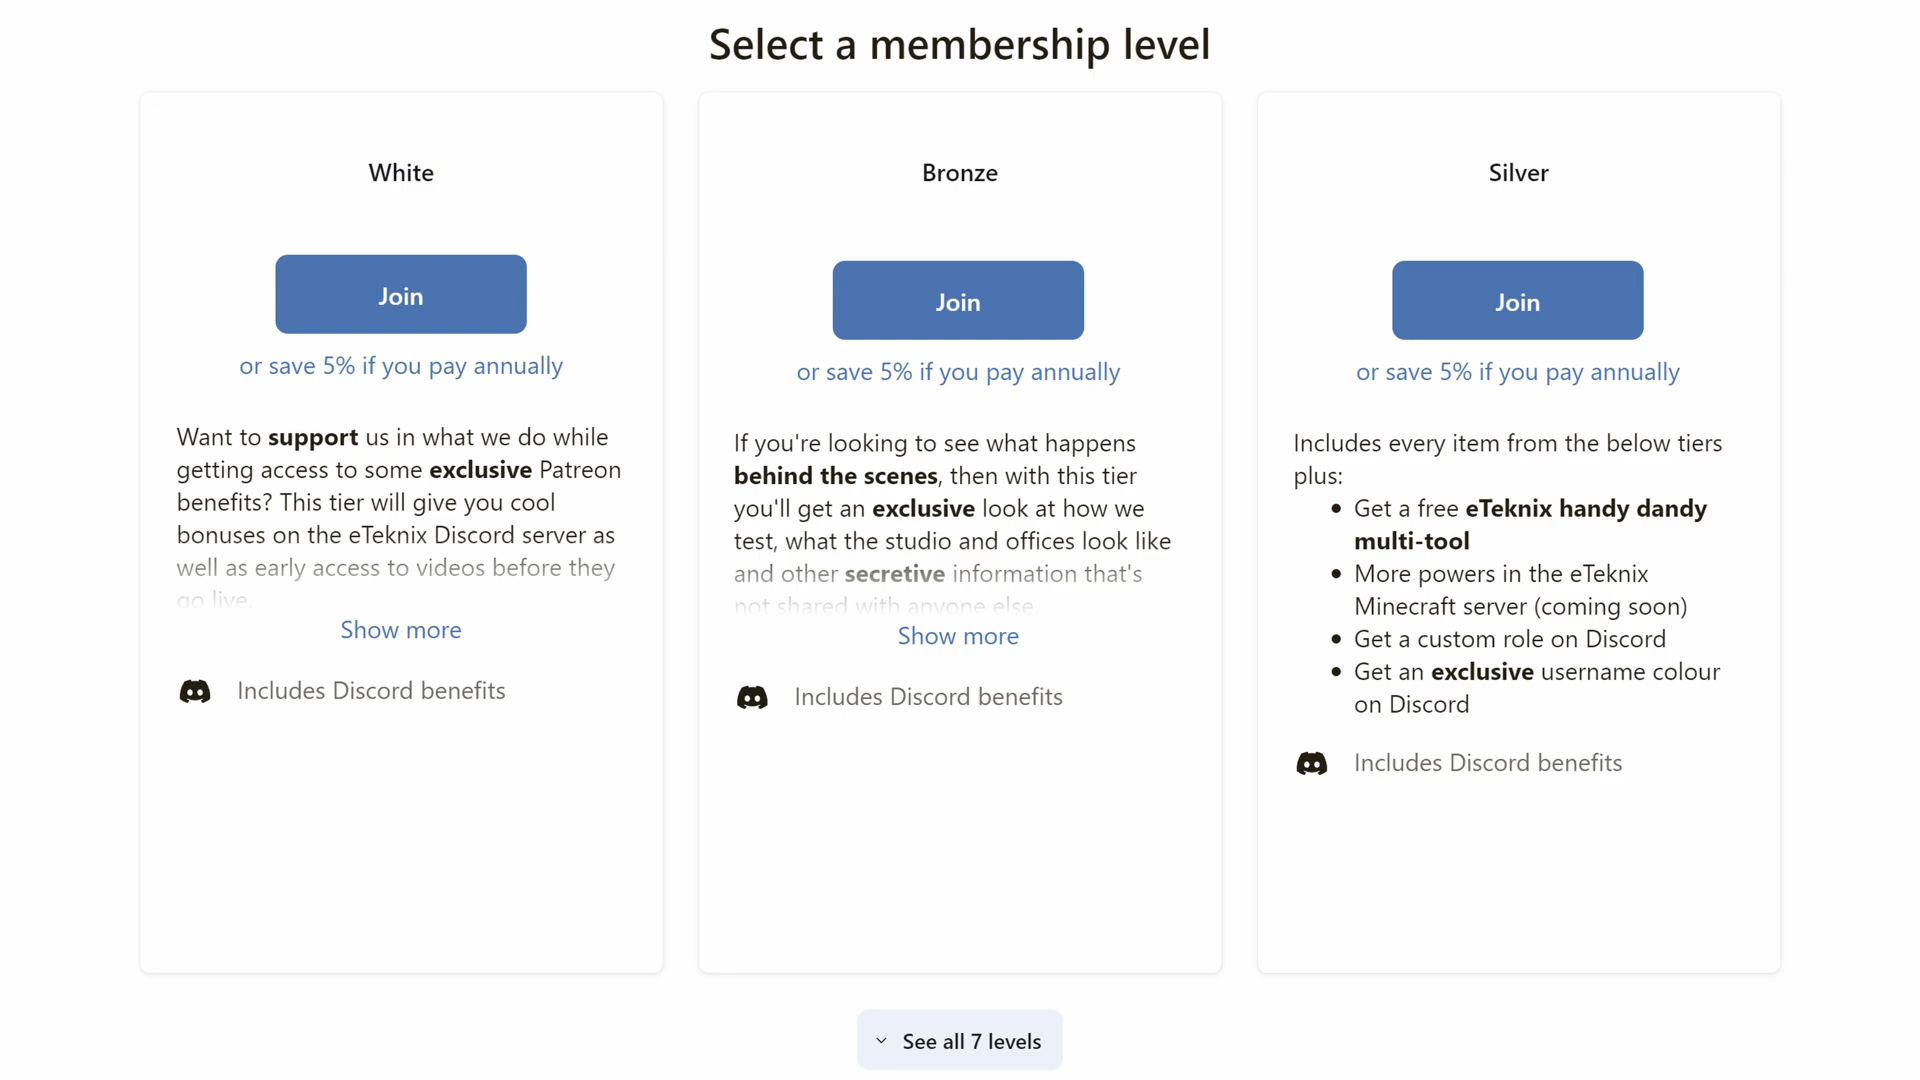 Select a membership level
White
Join
or save 5% if you pay annually
Want to support us in what we do while
getting access to some exclusive Patreon
benefits? This tier will give you cool
bonuses on the eTeknix Discord server as
well as early access to videos before they
go live.
Show more
Includes Discord benefits
Bronze
Join
or save 5% if you pay annually
If you're looking to see what happens
behind the scenes, then with this tier
you'll get an exclusive look at how we
test, what the studio and offices look like
and other secretive information that's
not shared with anyone else.
Show more
Includes Discord benefits
Silver
Join
or save 5% if you pay annually
Includes every item from the below tiers
plus:
• Get a free eTeknix handy dandy
multi-tool
• More powers in the eTeknix
Minecraft server (coming soon)
• Get a custom role on Discord
• Get an exclusive username colour
on Discord
Includes Discord benefits
See all 7 levels